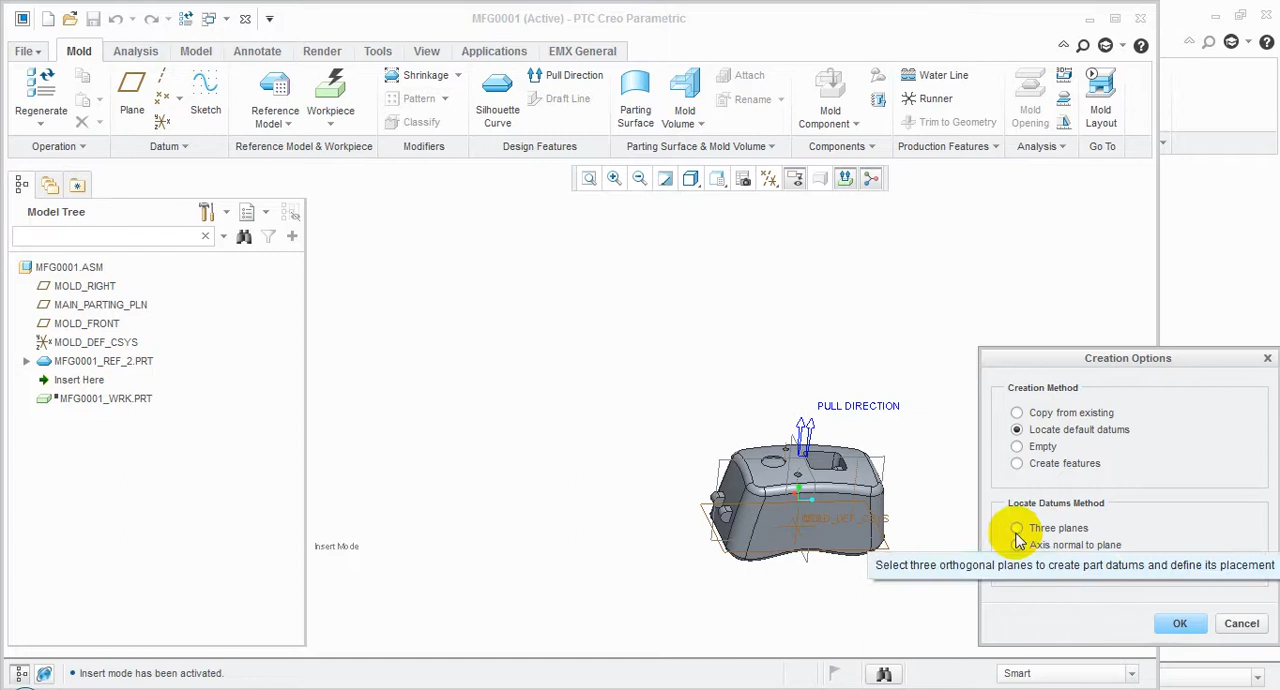 MFG0001 (Active) - PTC Creo Parametric
File Mold Analysis Model Annotate Render Tools View Applications EMX General
Regenerate
Operation
Plane
Sketch
Datum
Reference Model
Workpiece
Reference Model & Workpiece
Shrinkage
Pattern
Classify
Modifiers
Silhouette Curve
Pull Direction
Draft Line
Design Features
Parting Surface
Mold Volume
Attach
Rename
Parting Surface & Mold Volume
Mold Component
Components
Water Line
Runner
Trim to Geometry
Production Features
Mold Opening
Analysis
Mold Layout
Go To
Model Tree
MFG0001.ASM
MOLD_RIGHT
MAIN_PARTING_PLN
MOLD_FRONT
MOLD_DEF_CSYS
MFG0001_REF_2.PRT
Insert Here
MFG0001_WRK.PRT
Insert Mode
PULL DIRECTION
MOLD_DEF_CSYS
Creation Options
Creation Method
Copy from existing
Locate default datums
Empty
Create features
Locate Datums Method
Three planes
Axis normal to plane
Select three orthogonal planes to create part datums and define its placement
OK Cancel
• Insert mode has been activated.
Smart